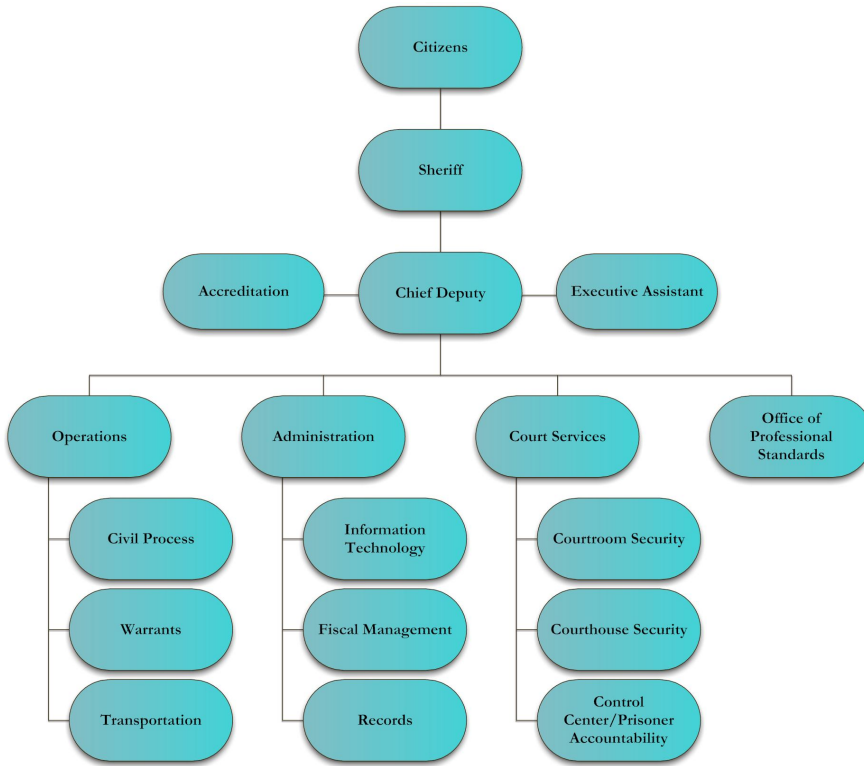 Citizens
Sheriff
Accreditation
Chief Deputy
Executive Assistant
Operations
Administration
Court Services
Office of
Professional
Standards
Civil Process
Information
Technology
Courtroom Security
Warrants
Fiscal Management
Courthouse Security
Transportation
Records
Control
Center/Prisoner
Accountability